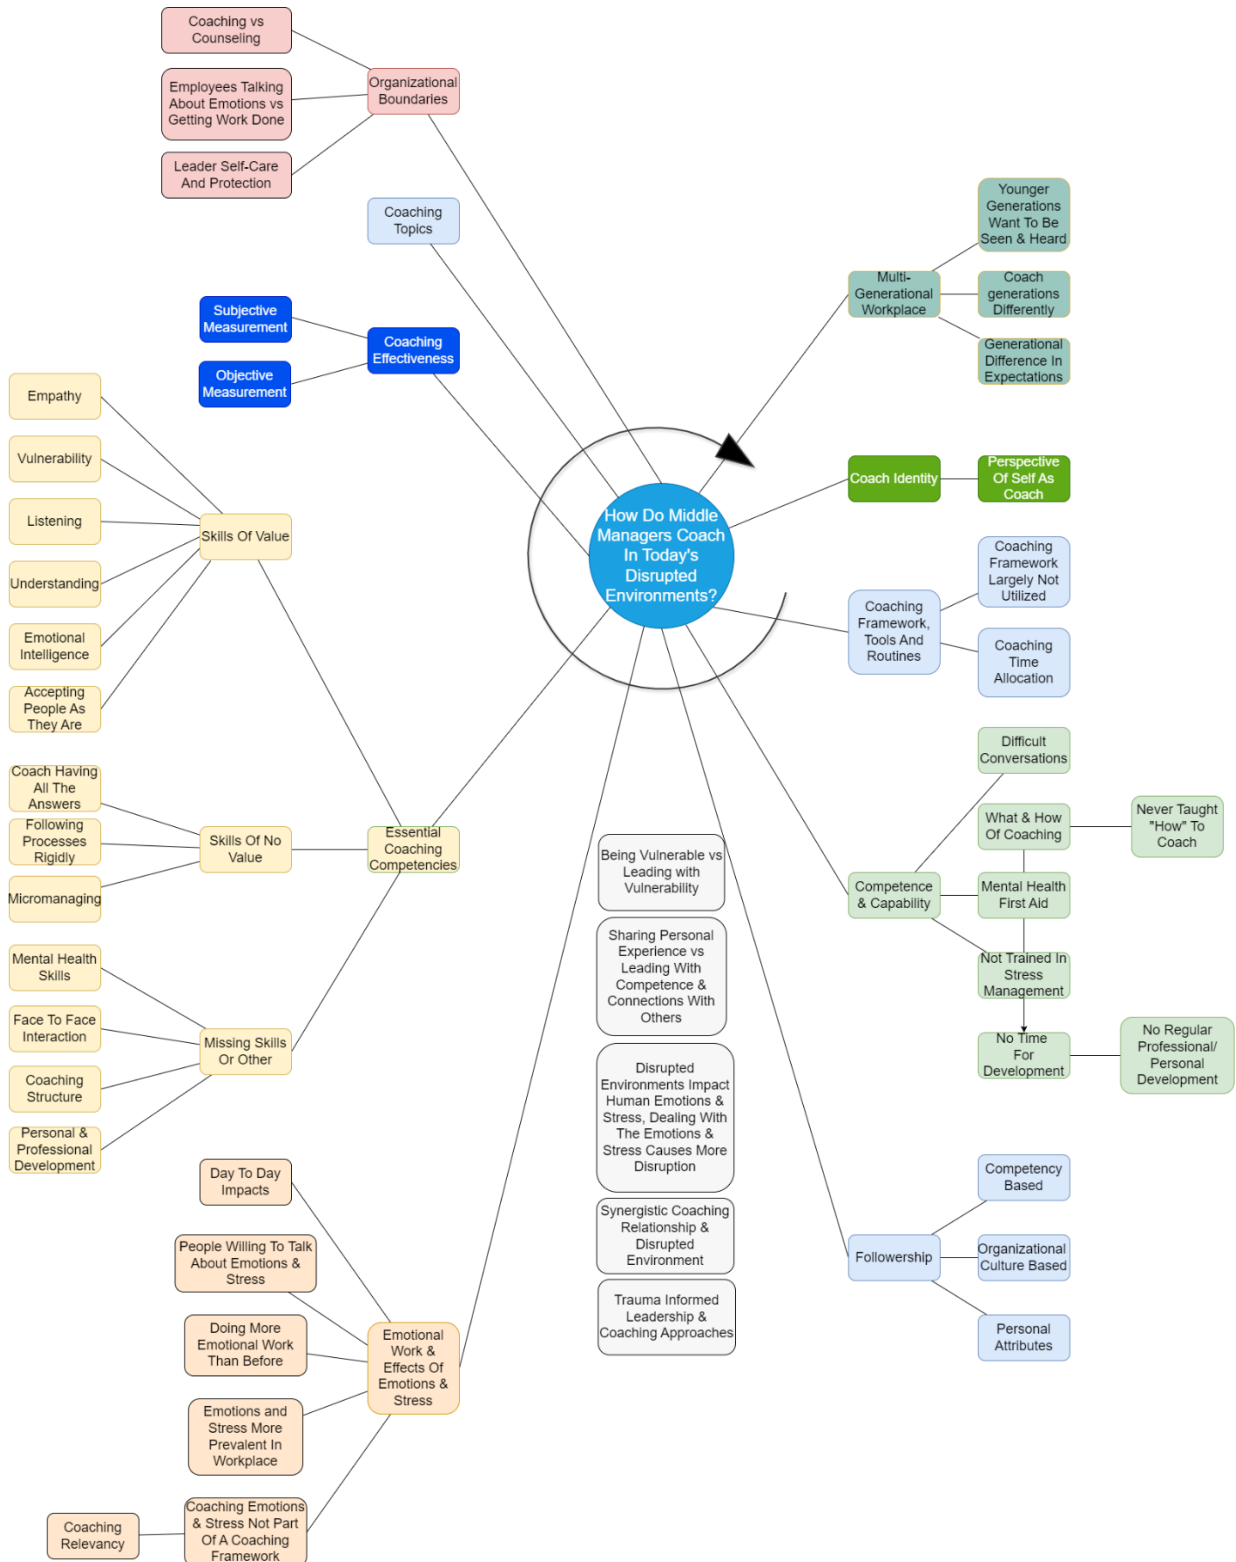 Coaching vs
Counseling
Organizational
Boundaries
Employees Talking
About Emotions vs
Getting Work Done
Leader Self-Care
And Protection
Coaching
Topics
Subjective
Measurement
Coaching
Effectiveness
Objective
Measurement
Younger
Generations
Want To Be
Seen & Heard
Multi-
Generational
Workplace
Coach
generations
Differently
Generational
Difference In
Expectations
How Do Middle
Managers Coach
In Today's
Disrupted
Environments?
Coach Identity
Perspective
Of Self As
Coach
Coaching
Framework,
Tools And
Routines
Coaching
Framework
Largely Not
Utilized
Coaching
Time
Allocation
Empathy
Vulnerability
Listening
Understanding
Emotional
Intelligence
Accepting
People As
They Are
Skills Of Value
Coach Having
All The
Answers
Following
Processes
Rigidly
Micromanaging
Skills Of No
Value
Essential
Coaching
Competencies
Mental Health
Skills
Face To Face
Interaction
Coaching
Structure
Personal &
Professional
Development
Missing Skills
Or Other
Difficult
Conversations
What & How
Of Coaching
Never Taught
"How" To
Coach
Competence
& Capability
Mental Health
First Aid
Not Trained In
Stress
Management
No Time
For
Development
No Regular
Professional/
Personal
Development
Being Vulnerable vs
Leading with
Vulnerability
Sharing Personal
Experience vs
Leading With
Competence &
Connections With
Others
Disrupted
Environments Impact
Human Emotions &
Stress, Dealing With
The Emotions &
Stress Causes More
Disruption
Synergistic Coaching
Relationship &
Disrupted
Environment
Trauma Informed
Leadership &
Coaching Approaches
Competency
Based
Followership
Organizational
Culture Based
Personal
Attributes
Day To Day
Impacts
People Willing To Talk
About Emotions &
Stress
Doing More
Emotional Work
Than Before
Emotional
Work &
Effects Of
Emotions &
Stress
Emotions and
Stress More
Prevalent In
Workplace
Coaching Emotions
& Stress Not Part
Of A Coaching
Framework
Coaching
Relevancy